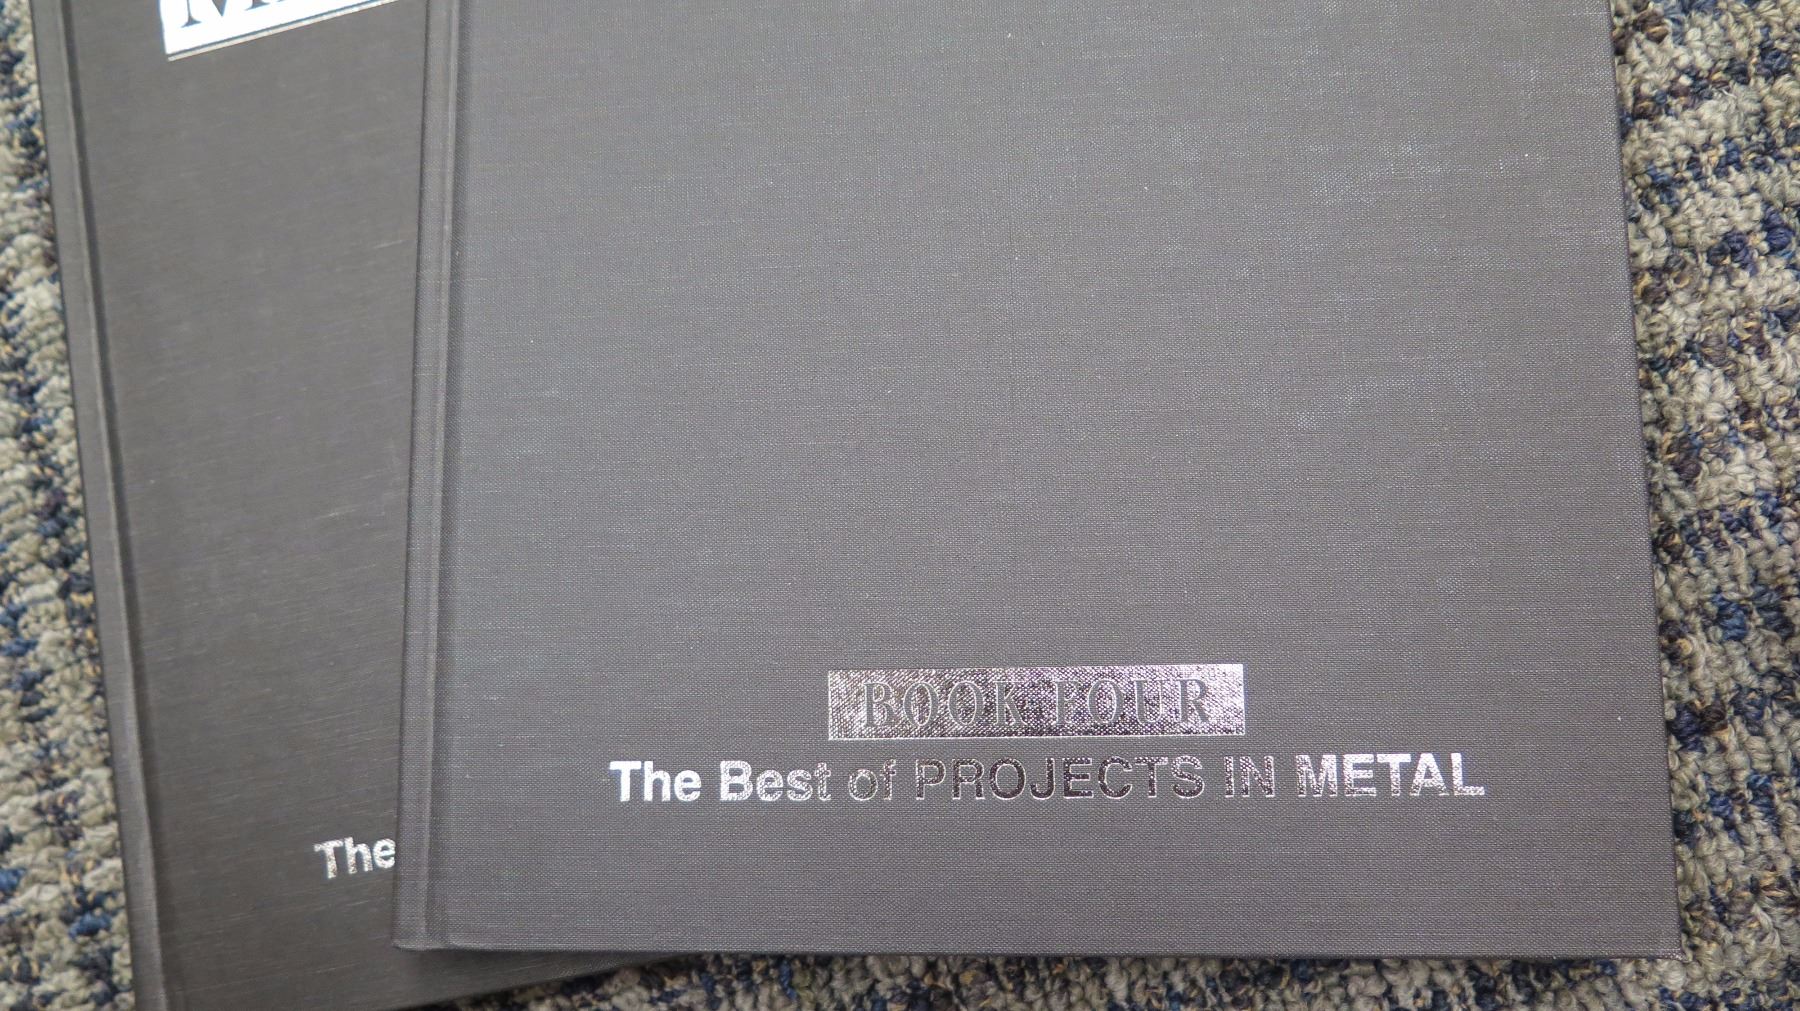 BOOK FOUR
The Best of PROJECTS IN METAL
The